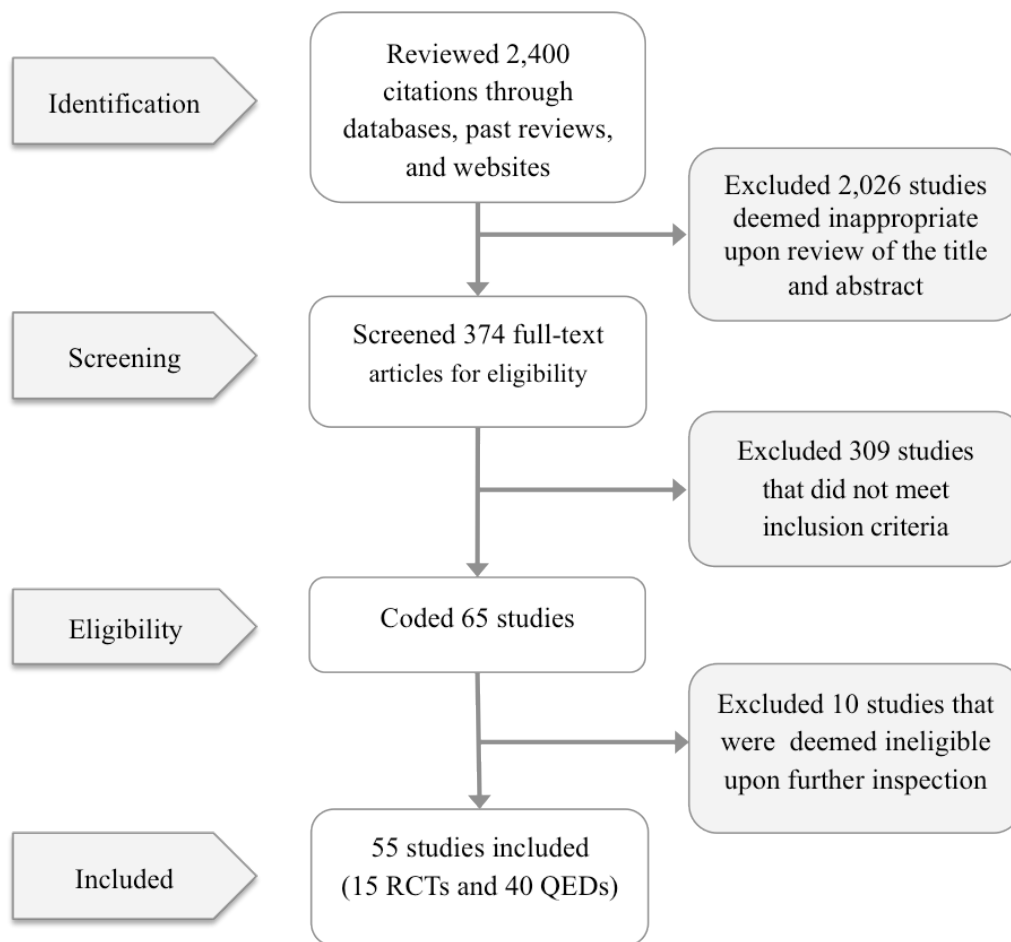 Identification
Reviewed 2,400
citations through
databases, past reviews,
and websites
Excluded 2,026 studies
deemed inappropriate
upon review of the title
and abstract
Screening
Screened 374 full-text
articles for eligibility
Excluded 309 studies
that did not meet
inclusion criteria
Eligibility
Coded 65 studies
Excluded 10 studies that
were deemed ineligible
upon further inspection
Included
55 studies included
(15 RCTs and 40 QEDs)